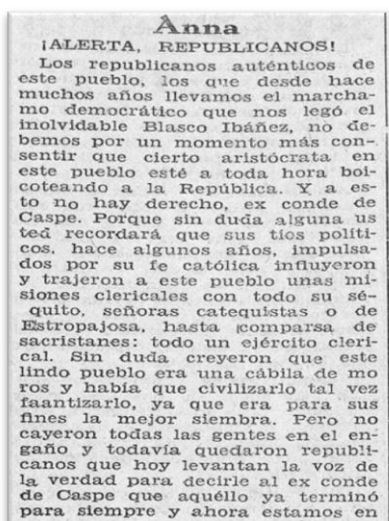 Anna
¡ALERTA, REPUBLICANOS!
Los republicanos auténticos de
este pueblo, los que desde hace
muchos años llevamos el marcha-
mo democrático que nos legó el
inolvidable Blasco Ibáñez, no de-
bemos por un momento más con-
sentir que cierto aristócrata en
este pueblo esté a toda hora boi-
coteando a la República. Y a es-
to no hay derecho, ex conde de
Caspe. Porque sin duda alguna us
ted recordará que sus tíos políti-
cos, hace algunos años, impulsa-
dos por su fe católica influyeron
y trajeron a este pueblo unas mi-
siones clericales con todo su sé-
quito, señoras catequistas o de
Estropajosa, hasta comparsa de
sacristanes: todo un ejército cleri-
cal. Sin duda creyeron que este
lindo pueblo era una cábila de mo
ros y había que civilizarlo tal vez
faantizarlo, ya que era para sus
fines la mejor siembra. Pero no
cayeron todas las gentes en el en-
gaño y todavía quedaron republi-
canos que hoy levantan la voz de
la verdad para decirle al ex conde
de Caspe que aquéllo ya terminó
para siempre y ahora estamos en